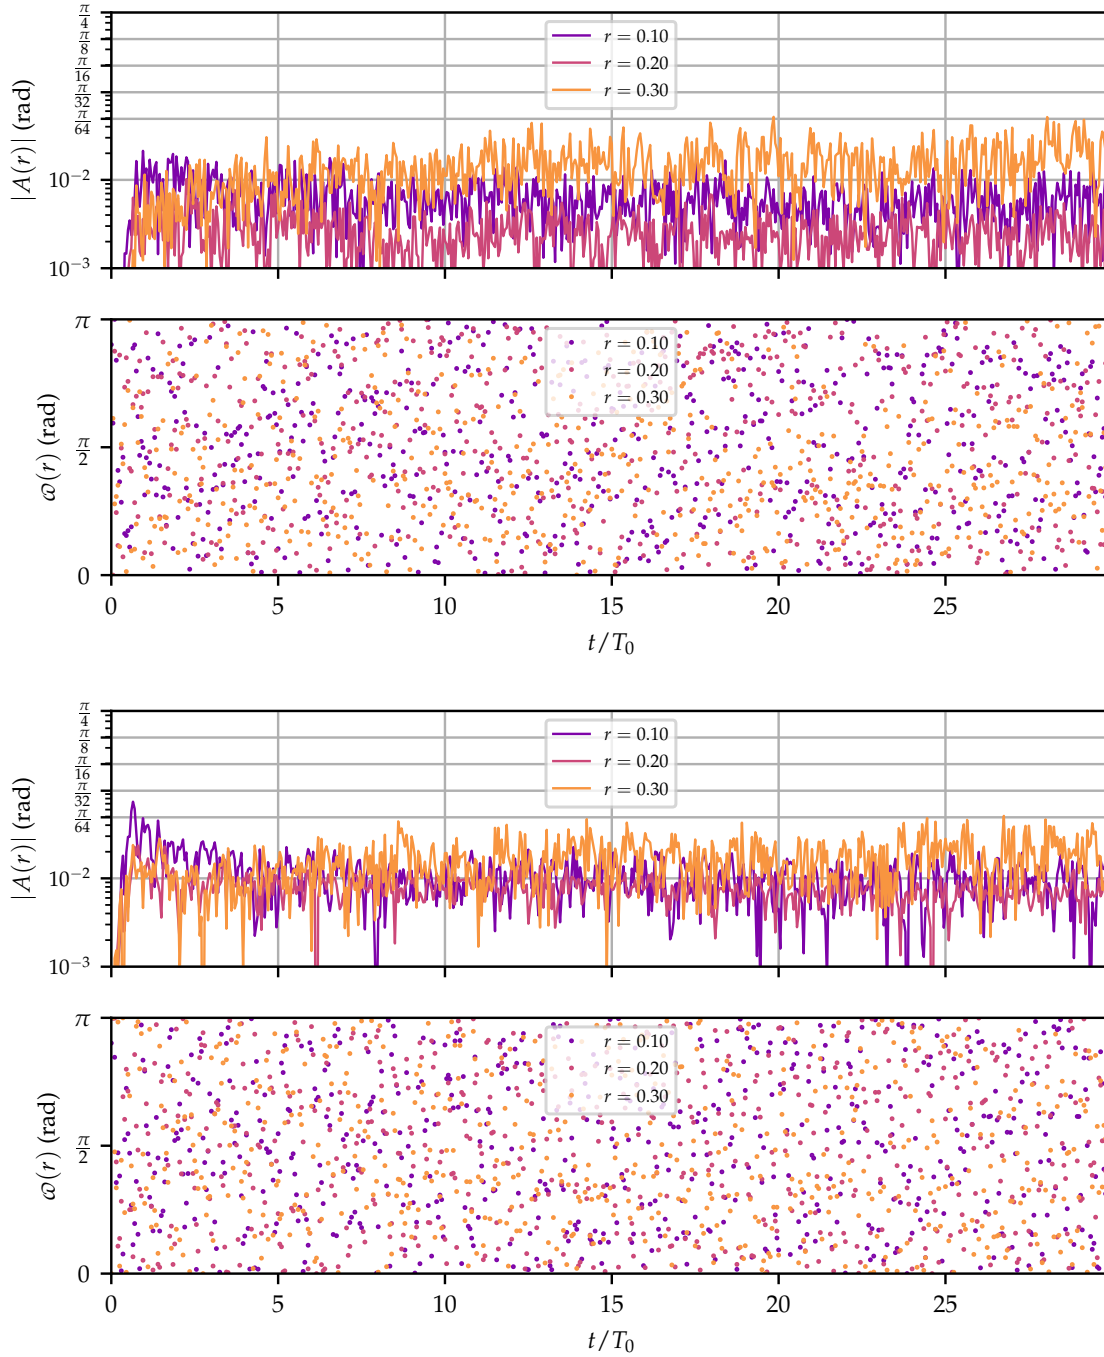 π/4
π/8
π/16
π/32
π/64
10⁻²
10⁻³
|A(r)| (rad)
r = 0.10
r = 0.20
r = 0.30
π
π/2
0
ϖ(r) (rad)
r = 0.10
r = 0.20
r = 0.30
0 5 10 15 20 25
t/T₀
π/4
π/8
π/16
π/32
π/64
10⁻²
10⁻³
|A(r)| (rad)
r = 0.10
r = 0.20
r = 0.30
π
π/2
0
ϖ(r) (rad)
r = 0.10
r = 0.20
r = 0.30
0 5 10 15 20 25
t/T₀